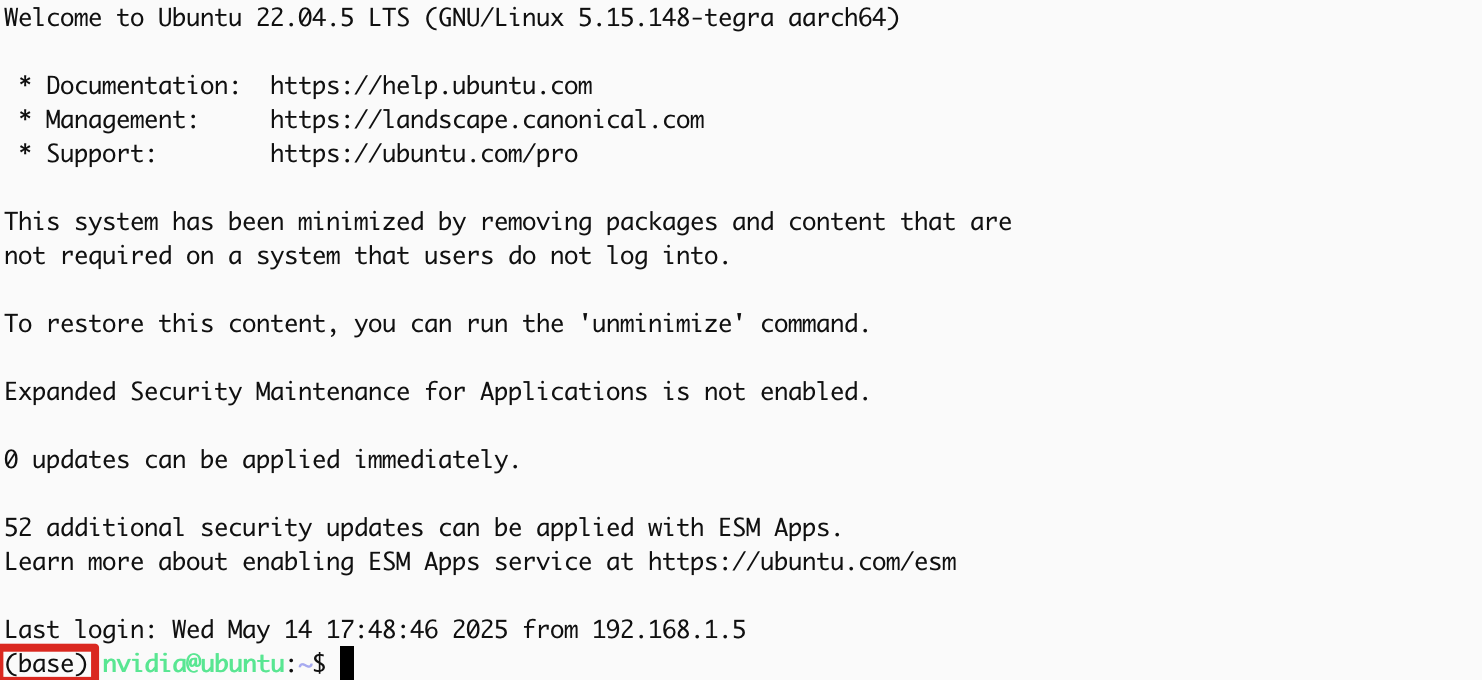 Welcome to Ubuntu 22.04.5 LTS (GNU/Linux 5.15.148-tegra aarch64)

 * Documentation:  https://help.ubuntu.com
 * Management:     https://landscape.canonical.com
 * Support:        https://ubuntu.com/pro

This system has been minimized by removing packages and content that are
not required on a system that users do not log into.

To restore this content, you can run the 'unminimize' command.

Expanded Security Maintenance for Applications is not enabled.

0 updates can be applied immediately.

52 additional security updates can be applied with ESM Apps.
Learn more about enabling ESM Apps service at https://ubuntu.com/esm

Last login: Wed May 14 17:48:46 2025 from 192.168.1.5
(base) nvidia@ubuntu:~$